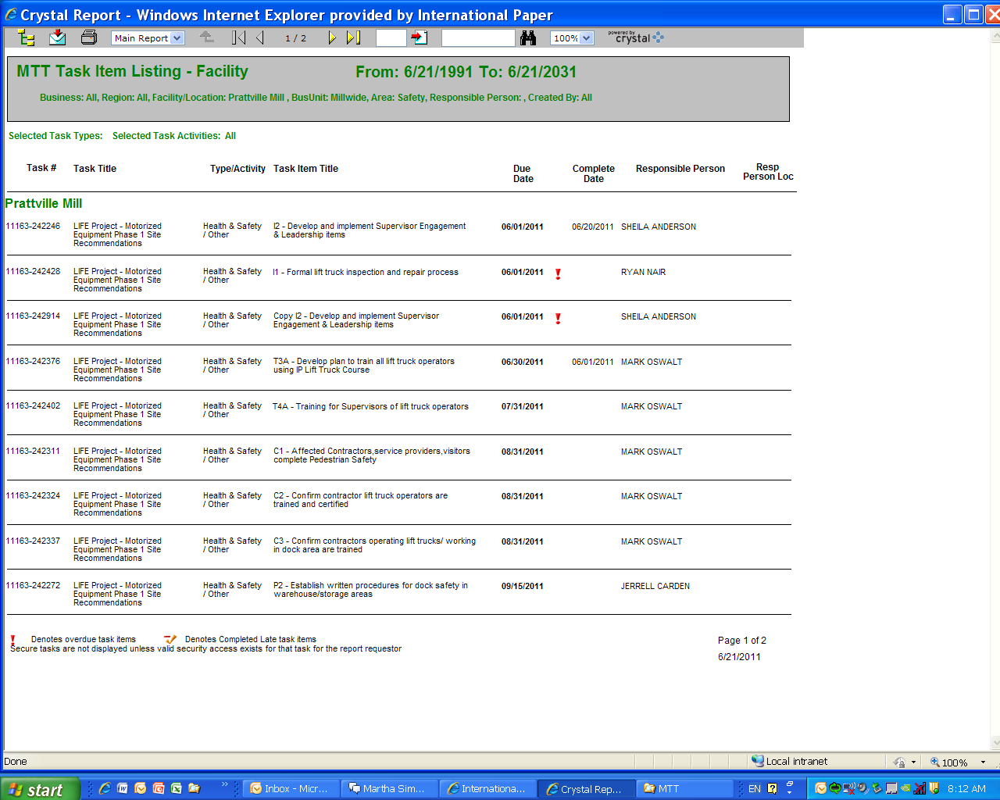 Crystal Report - Windows Internet Explorer provided by International Paper
Main Report
1 / 2
100%
powered by
crystal
MTT Task Item Listing - Facility From: 6/21/1991 To: 6/21/2031
Business: All, Region: All, Facility/Location: Prattville Mill , BusUnit: Millwide, Area: Safety, Responsible Person: , Created By: All
Selected Task Types: Selected Task Activities: All
Task # Task Title Type/Activity Task Item Title Due Complete Responsible Person Resp
Date Date Person Loc
Prattville Mill
11163-242246 LIFE Project - Motorized Health & Safety I2 - Develop and implement Supervisor Engagement 06/01/2011 06/20/2011 SHEILA ANDERSON
Equipment Phase 1 Site / Other & Leadership items
Recommendations
11163-242428 LIFE Project - Motorized Health & Safety I1 - Formal lift truck inspection and repair process 06/01/2011 RYAN NAIR
Equipment Phase 1 Site / Other
Recommendations
11163-242914 LIFE Project - Motorized Health & Safety Copy I2 - Develop and implement Supervisor 06/01/2011 SHEILA ANDERSON
Equipment Phase 1 Site / Other Engagement & Leadership items
Recommendations
11163-242376 LIFE Project - Motorized Health & Safety T3A - Develop plan to train all lift truck operators 06/30/2011 06/01/2011 MARK OSWALT
Equipment Phase 1 Site / Other using IP Lift Truck Course
Recommendations
11163-242402 LIFE Project - Motorized Health & Safety T4A - Training for Supervisors of lift truck operators 07/31/2011 MARK OSWALT
Equipment Phase 1 Site / Other
Recommendations
11163-242311 LIFE Project - Motorized Health & Safety C1 - Affected Contractors,service providers,visitors 08/31/2011 MARK OSWALT
Equipment Phase 1 Site / Other complete Pedestrian Safety
Recommendations
11163-242324 LIFE Project - Motorized Health & Safety C2 - Confirm contractor lift truck operators are 08/31/2011 MARK OSWALT
Equipment Phase 1 Site / Other trained and certified
Recommendations
11163-242337 LIFE Project - Motorized Health & Safety C3 - Confirm contractors operating lift trucks/ working 08/31/2011 MARK OSWALT
Equipment Phase 1 Site / Other in dock area are trained
Recommendations
11163-242272 LIFE Project - Motorized Health & Safety P2 - Establish written procedures for dock safety in 09/15/2011 JERRELL CARDEN
Equipment Phase 1 Site / Other warehouse/storage areas
Recommendations
Denotes overdue task items Denotes Completed Late task items
Secure tasks are not displayed unless valid security access exists for that task for the report requestor
Page 1 of 2
6/21/2011
Done Local intranet 100%
start Inbox - Micr... Martha Sim... Internationa... Crystal Rep... MTT EN 8:12 AM